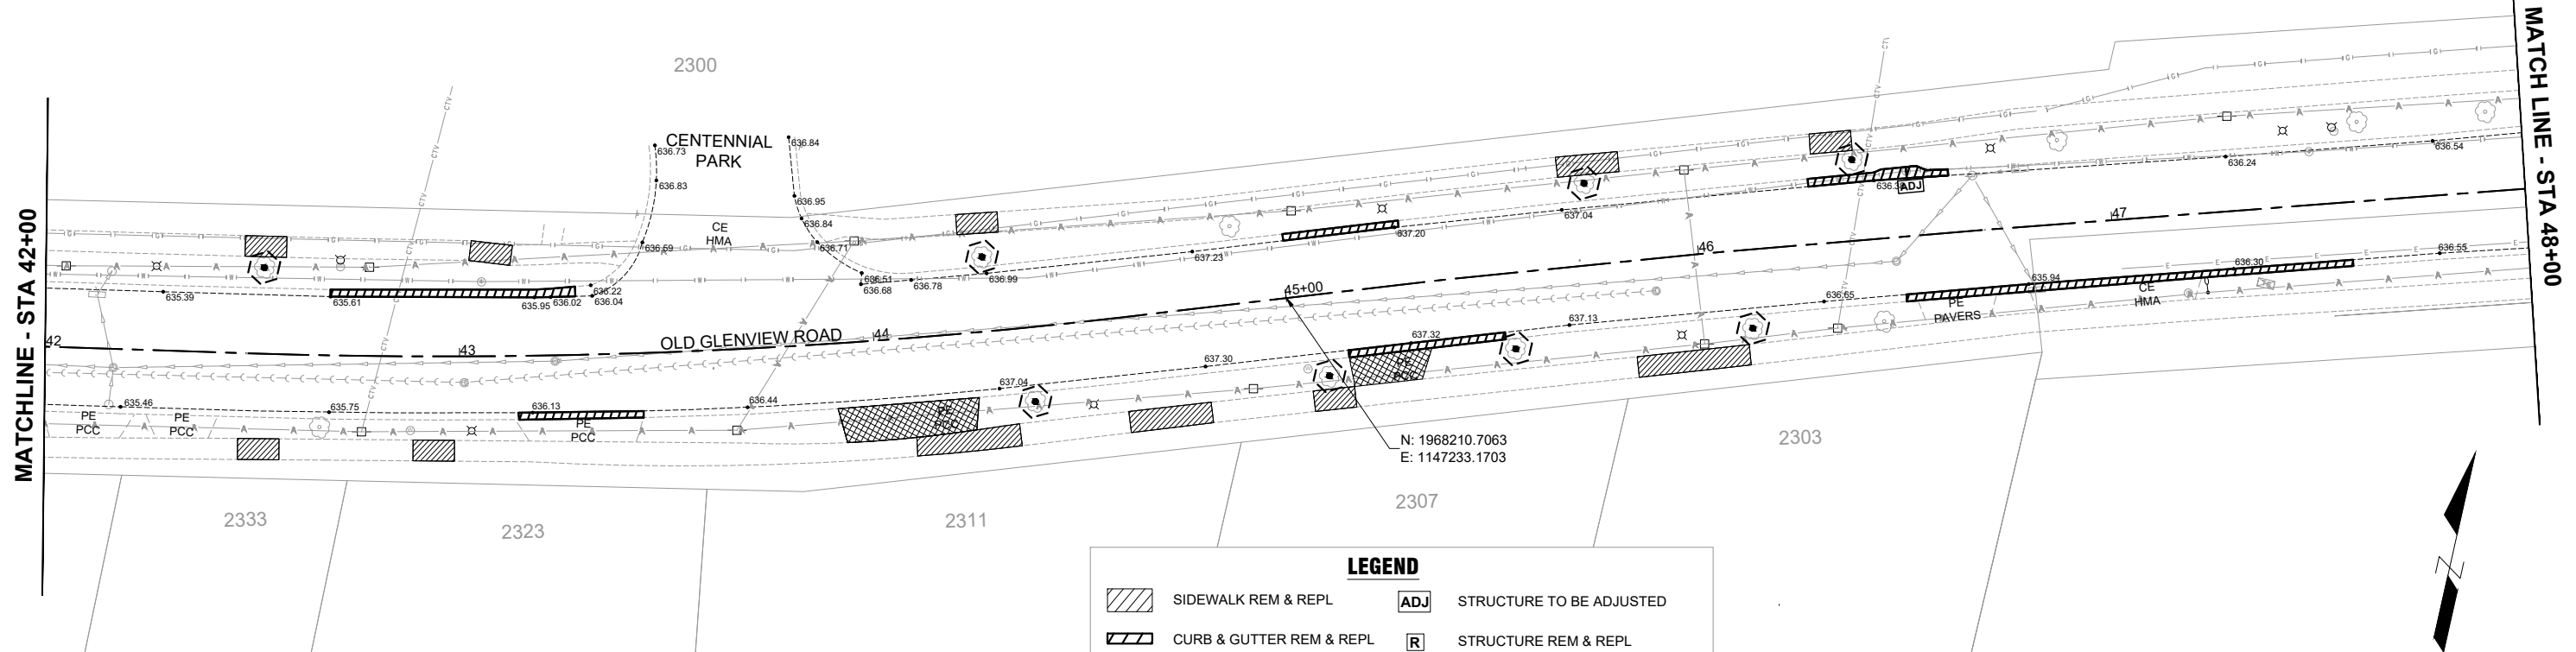 2300
MATCHLINE - STA 42+00
MATCH LINE - STA 48+00
CENTENNIAL
PARK
636.73
636.83
636.59
636.84
636.95
636.84
636.71
636.51
636.68
636.78
636.99
CE
HMA
637.23
637.20
637.04
ADJ
636.24
636.54
635.39
635.61
635.95
636.02
636.22
636.04
42
43
44
45+00
46
47
OLD GLENVIEW ROAD
635.46
635.75
636.13
636.44
637.04
637.30
637.32
637.13
636.65
635.94
636.30
636.55
PE
PCC
PE
PCC
PE
PCC
PE
PCC
PE
PCC
PE
PAVERS
CE
HMA
N: 1968210.7063
E: 1147233.1703
2333
2323
2311
2307
2303
LEGEND
SIDEWALK REM & REPL
ADJ STRUCTURE TO BE ADJUSTED
CURB & GUTTER REM & REPL
R STRUCTURE REM & REPL